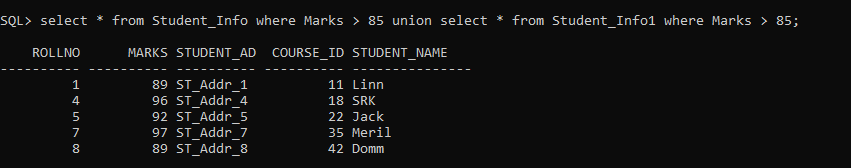 SQL> select * from Student_Info where Marks > 85 union select * from Student_Info1 where Marks > 85;
    ROLLNO      MARKS STUDENT_AD  COURSE_ID STUDENT_NAME
---------- ---------- ---------- ---------- ---------------
         1         89 ST_Addr_1          11 Linn
         4         96 ST_Addr_4          18 SRK
         5         92 ST_Addr_5          22 Jack
         7         97 ST_Addr_7          35 Meril
         8         89 ST_Addr_8          42 Domm